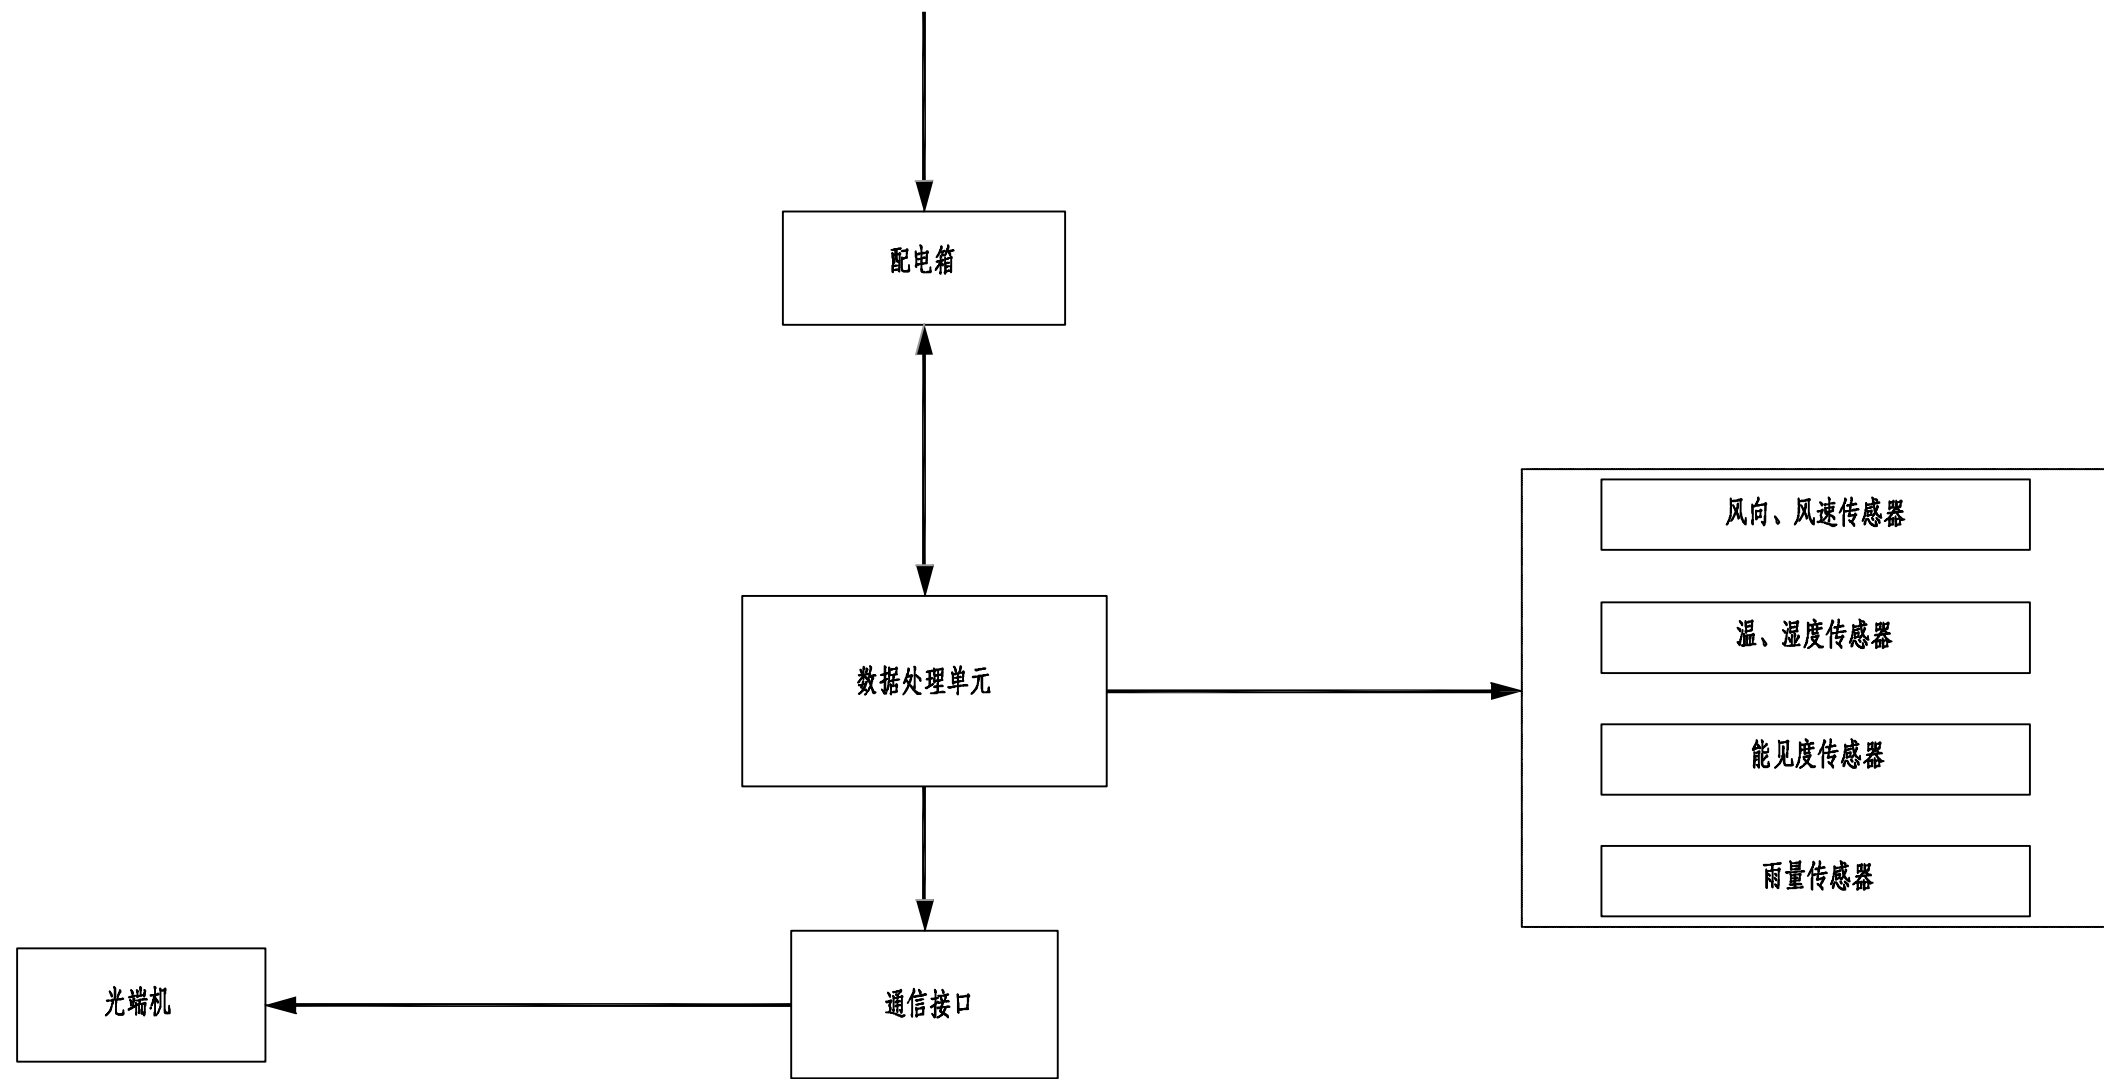 配电箱
风向、风速传感器
温、湿度传感器
数据处理单元
能见度传感器
雨量传感器
光端机
通信接口